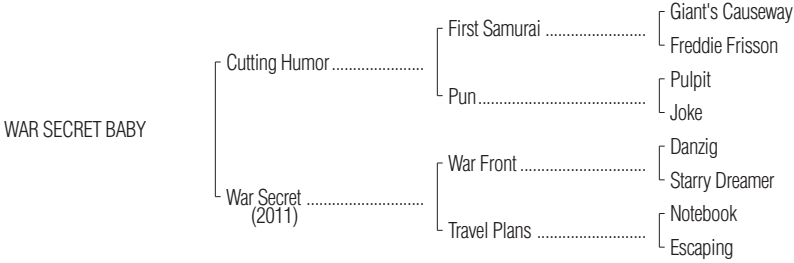 Giant's Causeway
First Samurai ........................
Freddie Frisson
Cutting Humor......................
Pulpit
Pun........................................
Joke
WAR SECRET BABY
Danzig
War Front ..............................
Starry Dreamer
War Secret ............................
(2011)
Notebook
Travel Plans ..........................
Escaping